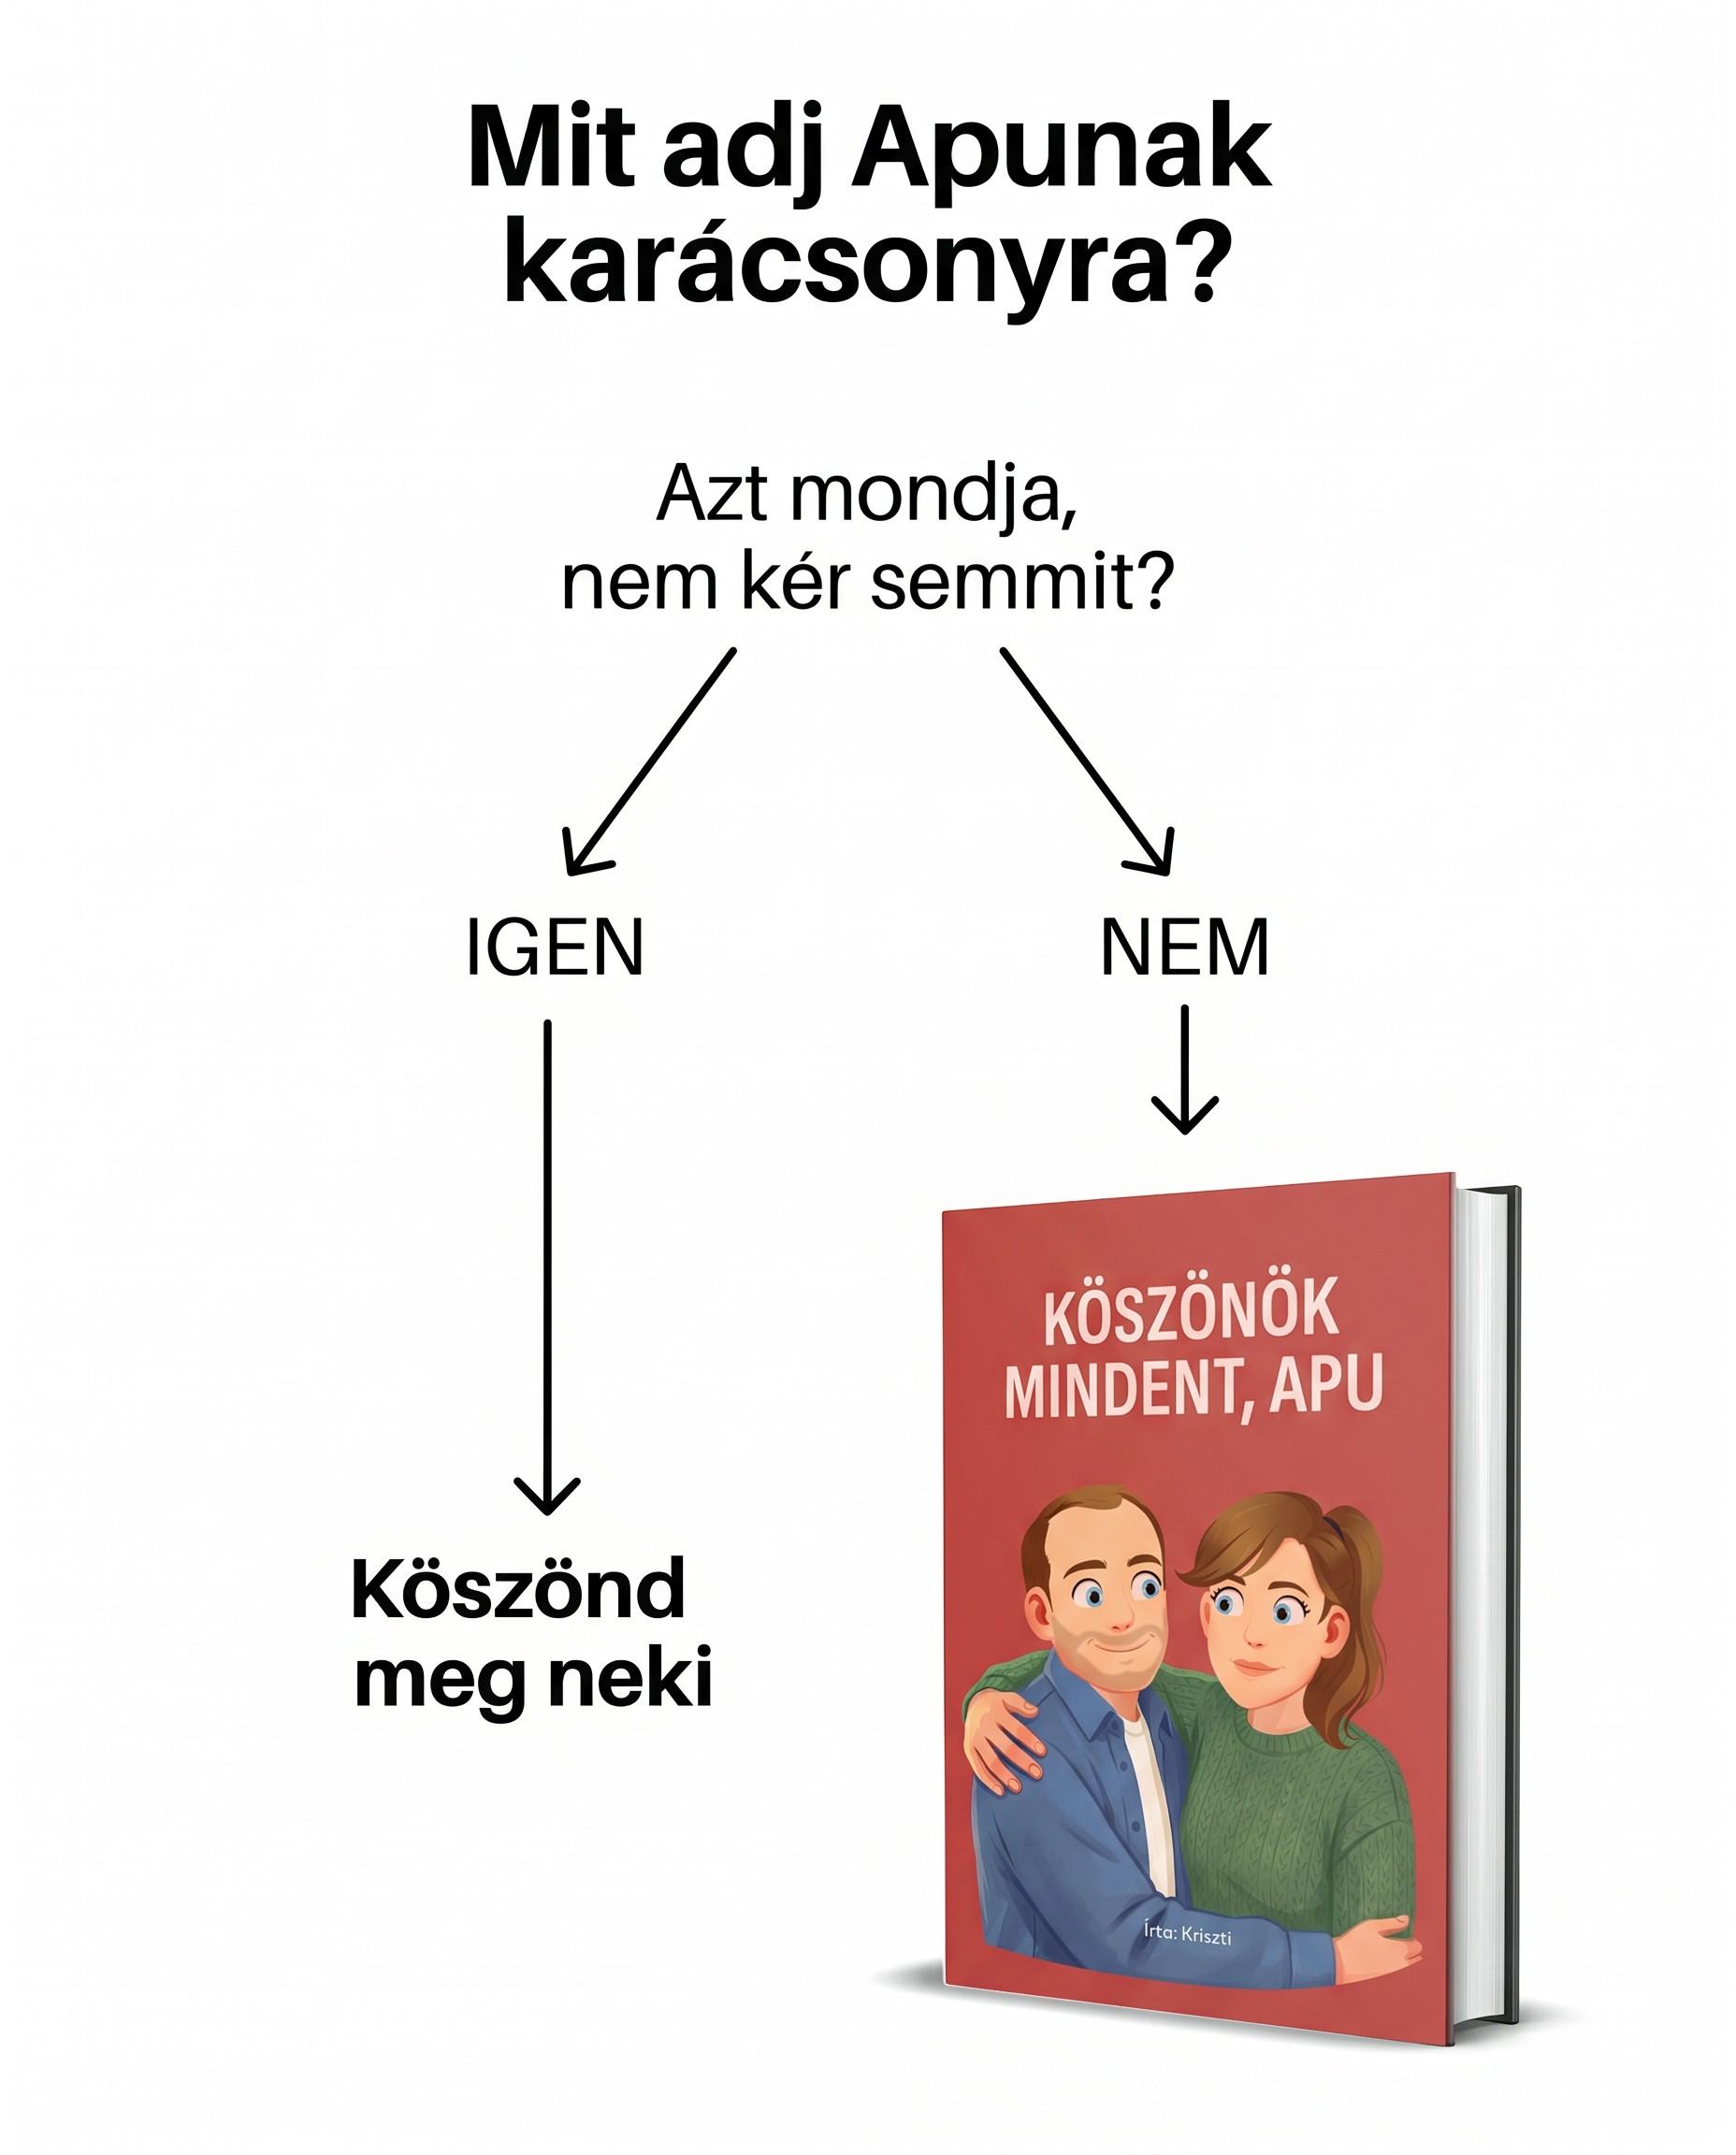 Mit adj Apunak
karácsonyra?
Azt mondja,
nem kér semmit?
IGEN
NEM
Köszönd
meg neki
KÖSZÖNÖK
MINDENT, APU
Írta: Kriszti